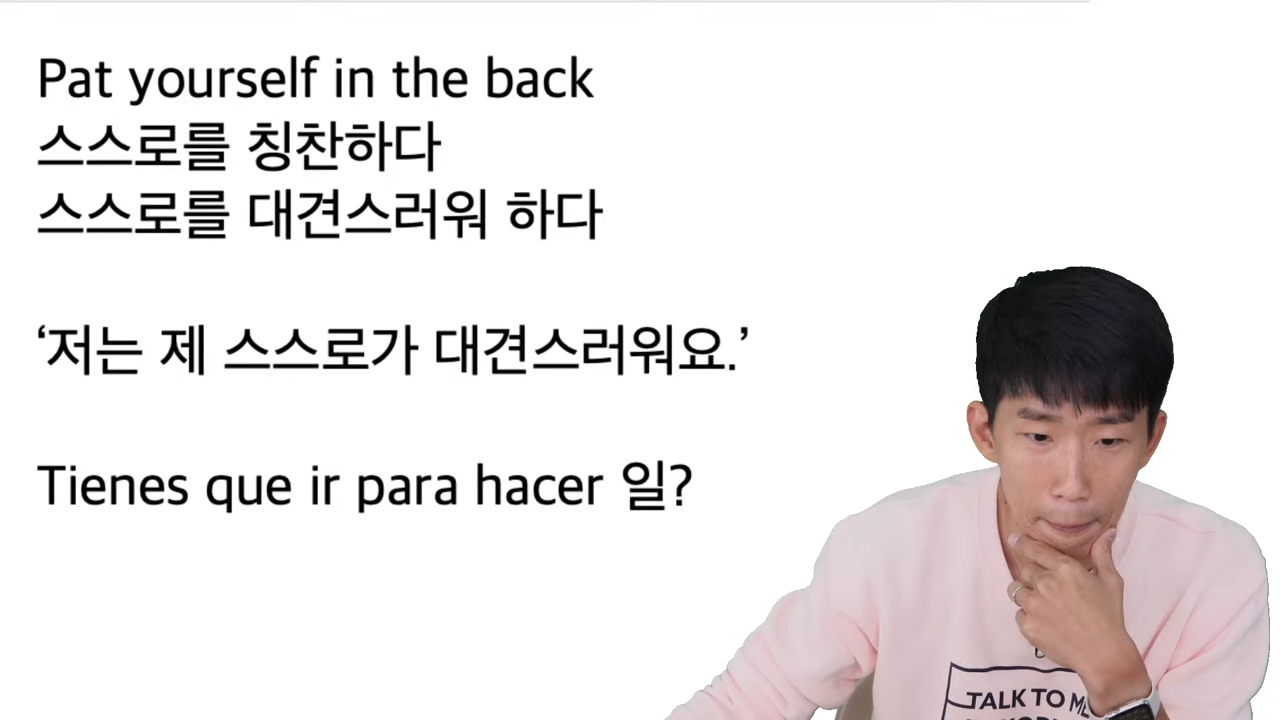 Pat yourself in the back
스스로를 칭찬하다
스스로를 대견스러워 하다
‘저는 제 스스로가 대견스러워요.’
Tienes que ir para hacer 일?
TALK TO ME